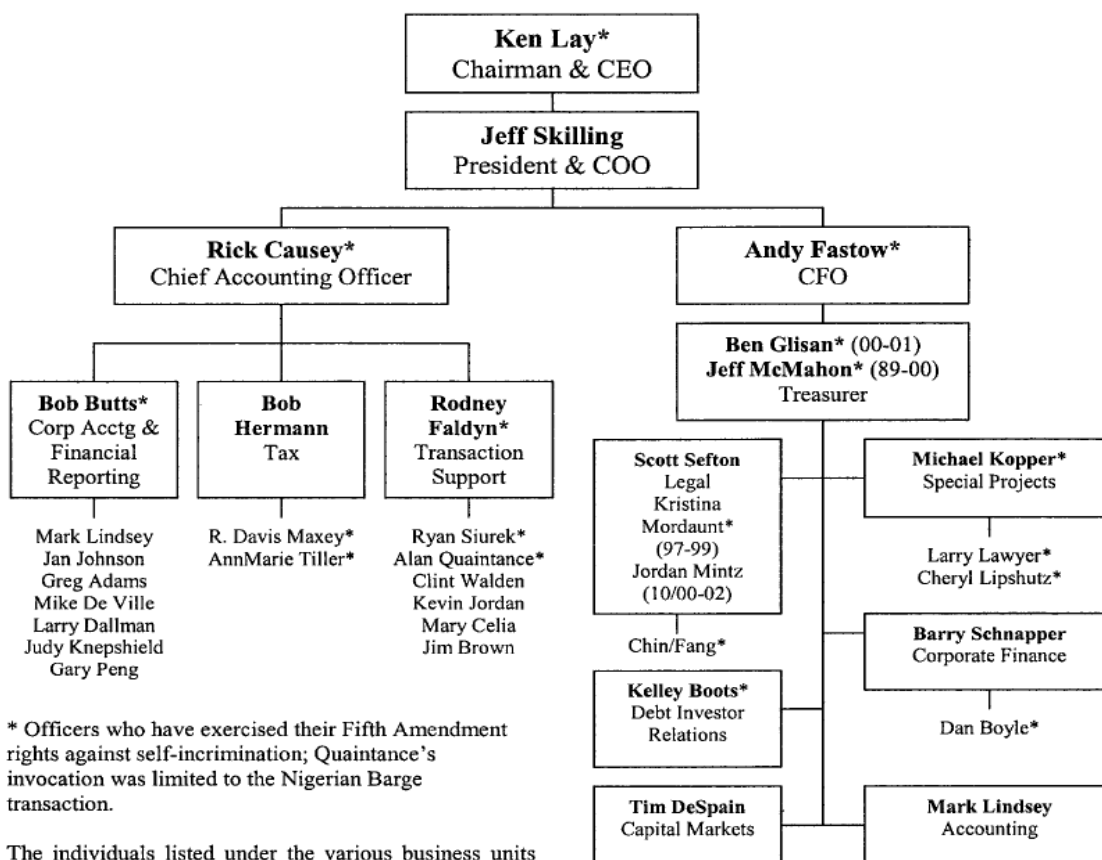 Ken Lay*
Chairman & CEO
Jeff Skilling
President & COO
Rick Causey*
Chief Accounting Officer
Andy Fastow*
CFO
Ben Glisan* (00-01)
Jeff McMahon* (89-00)
Treasurer
Bob Butts*
Corp Acctg &
Financial
Reporting
Mark Lindsey
Jan Johnson
Greg Adams
Mike De Ville
Larry Dallman
Judy Knepshield
Gary Peng
Bob
Hermann
Tax
R. Davis Maxey*
AnnMarie Tiller*
Rodney
Faldyn*
Transaction
Support
Ryan Siurek*
Alan Quaintance*
Clint Walden
Kevin Jordan
Mary Celia
Jim Brown
Scott Sefton
Legal
Kristina
Mordaunt*
(97-99)
Jordan Mintz
(10/00-02)
Chin/Fang*
Michael Kopper*
Special Projects
Larry Lawyer*
Cheryl Lipshutz*
Barry Schnapper
Corporate Finance
Dan Boyle*
Kelley Boots*
Debt Investor
Relations
Tim DeSpain
Capital Markets
Mark Lindsey
Accounting
* Officers who have exercised their Fifth Amendment
rights against self-incrimination; Quaintance's
invocation was limited to the Nigerian Barge
transaction.
The individuals listed under the various business units